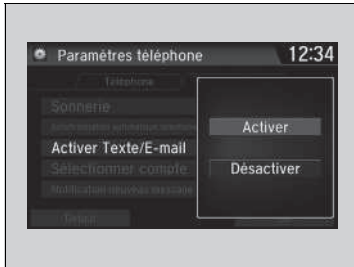 Paramètres téléphone 12:34
Téléphone
Sonnerie
Activer Texte/E-mail
Sélectionner compte
Notification nouveau message
Retour
Activer
Désactiver